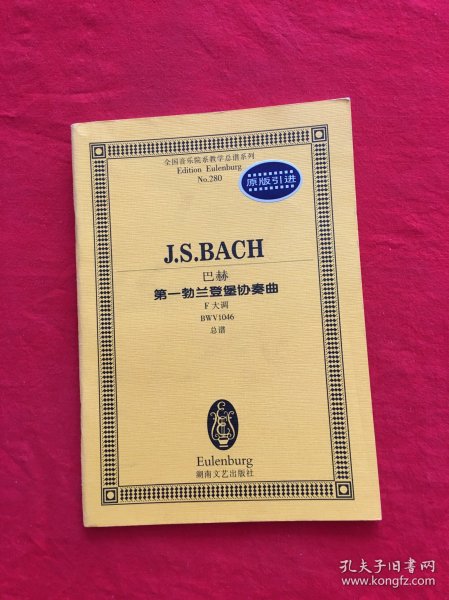 全国音乐院系教学总谱系列
Edition Eulenburg
No.280
原版引进
J.S.BACH
巴赫
第一勃兰登堡协奏曲
F 大调
BWV1046
总谱
Eulenburg
湖南文艺出版社
孔夫子旧书网
www.kongfz.com